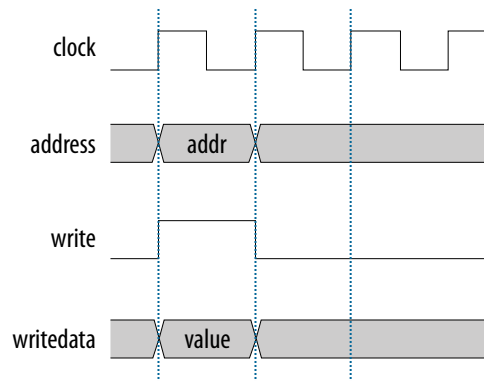 clock
address
addr
write
writedata
value